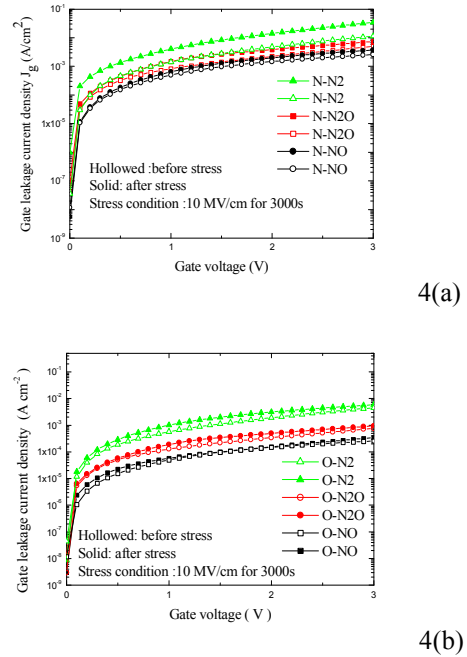 Gate leakage current density Jg (A/cm²)
10⁻¹
10⁻³
1x10⁻⁵
10⁻⁷
10⁻⁹
N-N2
N-N2
N-N2O
N-N2O
N-NO
N-NO
Hollowed :before stress
Solid: after stress
Stress condition :10 MV/cm for 3000s
0 1 2 3
Gate voltage (V)
4(a)
Gate leakage current density (A cm⁻²)
10⁻¹
10⁻²
10⁻³
10⁻⁴
10⁻⁵
10⁻⁶
10⁻⁷
10⁻⁸
10⁻⁹
O-N2
O-N2
O-N2O
O-N2O
O-NO
O-NO
Hollowed: before stress
Solid: after stress
Stress condition :10 MV/cm for 3000s
0 1 2 3
Gate voltage ( V )
4(b)